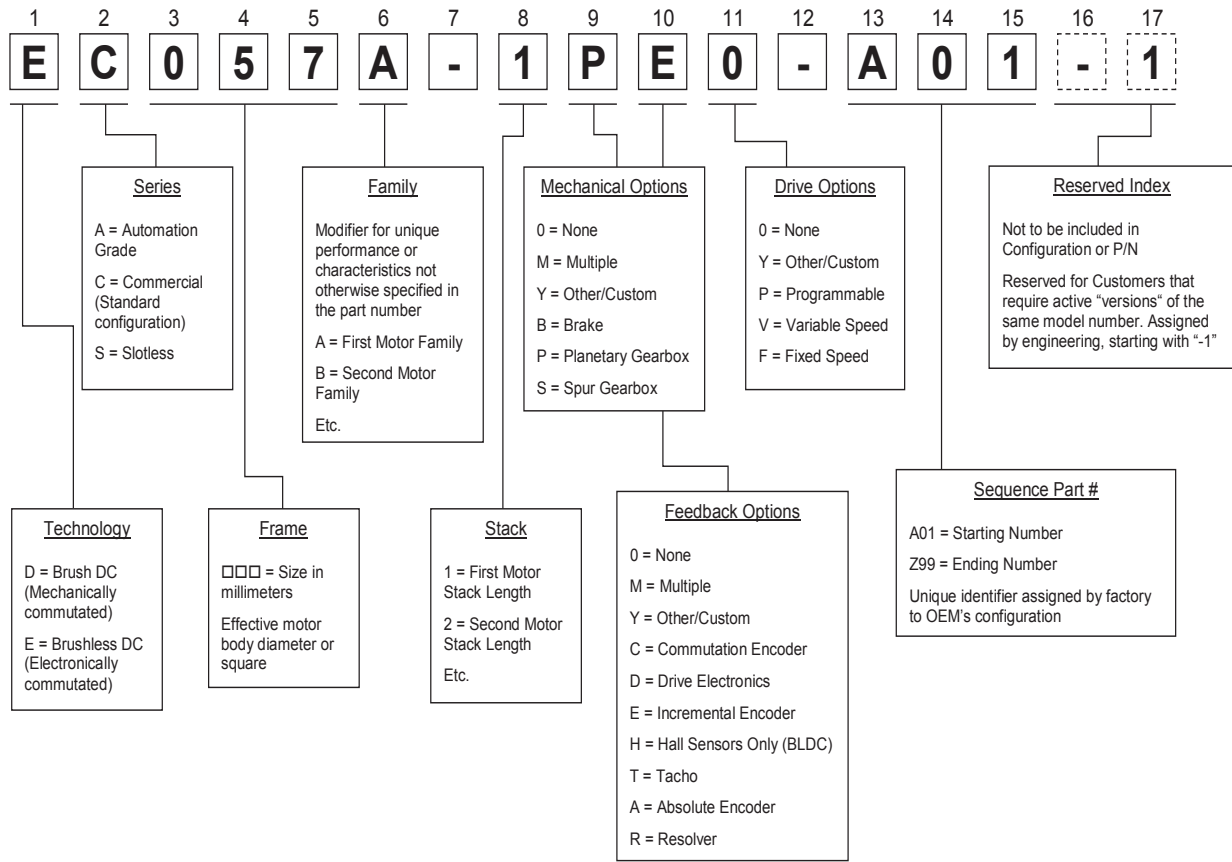 1 2 3 4 5 6 7 8 9 10 11 12 13 14 15 16 17
E C 0 5 7 A - 1 P E 0 - A 0 1 - 1
Series
A = Automation
Grade
C = Commercial
(Standard
configuration)
S = Slotless
Family
Modifier for unique
performance or
characteristics not
otherwise specified in
the part number
A = First Motor Family
B = Second Motor
Family
Etc.
Mechanical Options
0 = None
M = Multiple
Y = Other/Custom
B = Brake
P = Planetary Gearbox
S = Spur Gearbox
Drive Options
0 = None
Y = Other/Custom
P = Programmable
V = Variable Speed
F = Fixed Speed
Reserved Index
Not to be included in
Configuration or P/N
Reserved for Customers that
require active “versions“ of the
same model number. Assigned
by engineering, starting with “-1”
Technology
D = Brush DC
(Mechanically
commutated)
E = Brushless DC
(Electronically
commutated)
Frame
□□□ = Size in
millimeters
Effective motor
body diameter or
square
Stack
1 = First Motor
Stack Length
2 = Second Motor
Stack Length
Etc.
Feedback Options
0 = None
M = Multiple
Y = Other/Custom
C = Commutation Encoder
D = Drive Electronics
E = Incremental Encoder
H = Hall Sensors Only (BLDC)
T = Tacho
A = Absolute Encoder
R = Resolver
Sequence Part #
A01 = Starting Number
Z99 = Ending Number
Unique identifier assigned by factory
to OEM’s configuration